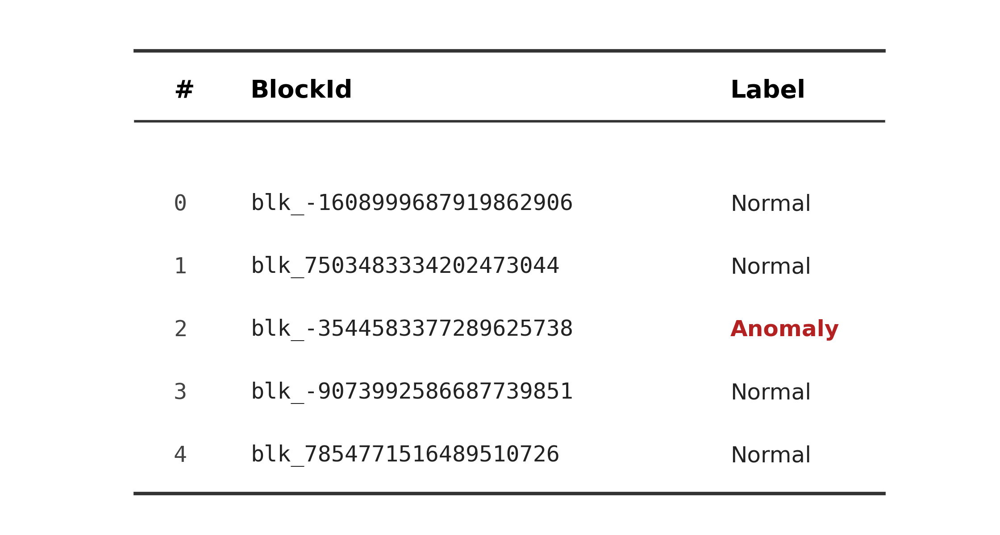 # BlockId Label
0 blk_-1608999687919862906 Normal
1 blk_7503483334202473044 Normal
2 blk_-3544583377289625738 Anomaly
3 blk_-9073992586687739851 Normal
4 blk_7854771516489510726 Normal